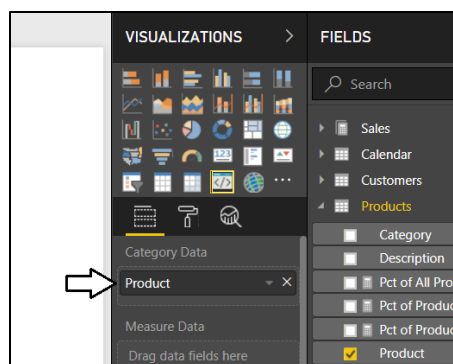 VISUALIZATIONS
Category Data
Product
Measure Data
Drag data fields here
FIELDS
Search
Sales
Calendar
Customers
Products
Category
Description
Pct of All Pro
Pct of Produc
Pct of Produc
Product